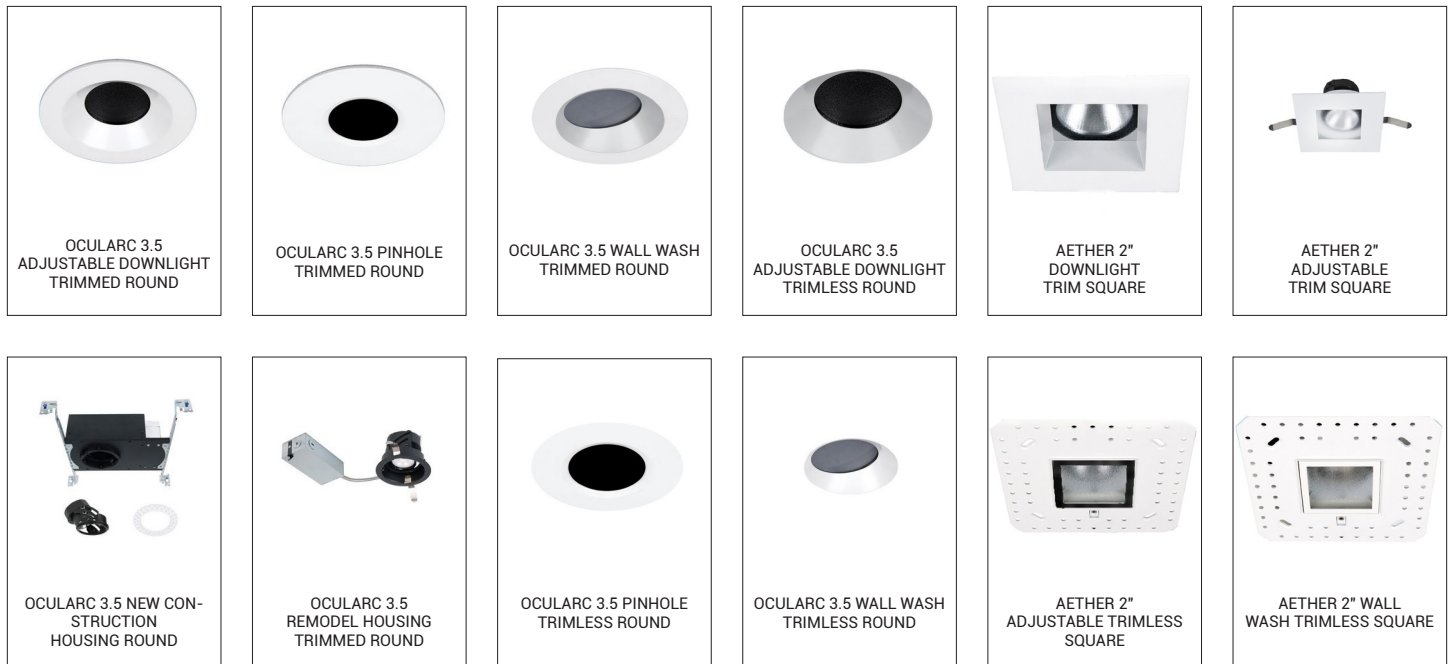 OCULARC 3.5
ADJUSTABLE DOWNLIGHT
TRIMMED ROUND
OCULARC 3.5 PINHOLE
TRIMMED ROUND
OCULARC 3.5 WALL WASH
TRIMMED ROUND
OCULARC 3.5
ADJUSTABLE DOWNLIGHT
TRIMLESS ROUND
AETHER 2"
DOWNLIGHT
TRIM SQUARE
AETHER 2"
ADJUSTABLE
TRIM SQUARE
OCULARC 3.5 NEW CON-
STRUCTION
HOUSING ROUND
OCULARC 3.5
REMODEL HOUSING
TRIMMED ROUND
OCULARC 3.5 PINHOLE
TRIMLESS ROUND
OCULARC 3.5 WALL WASH
TRIMLESS ROUND
AETHER 2"
ADJUSTABLE TRIMLESS
SQUARE
AETHER 2" WALL
WASH TRIMLESS SQUARE